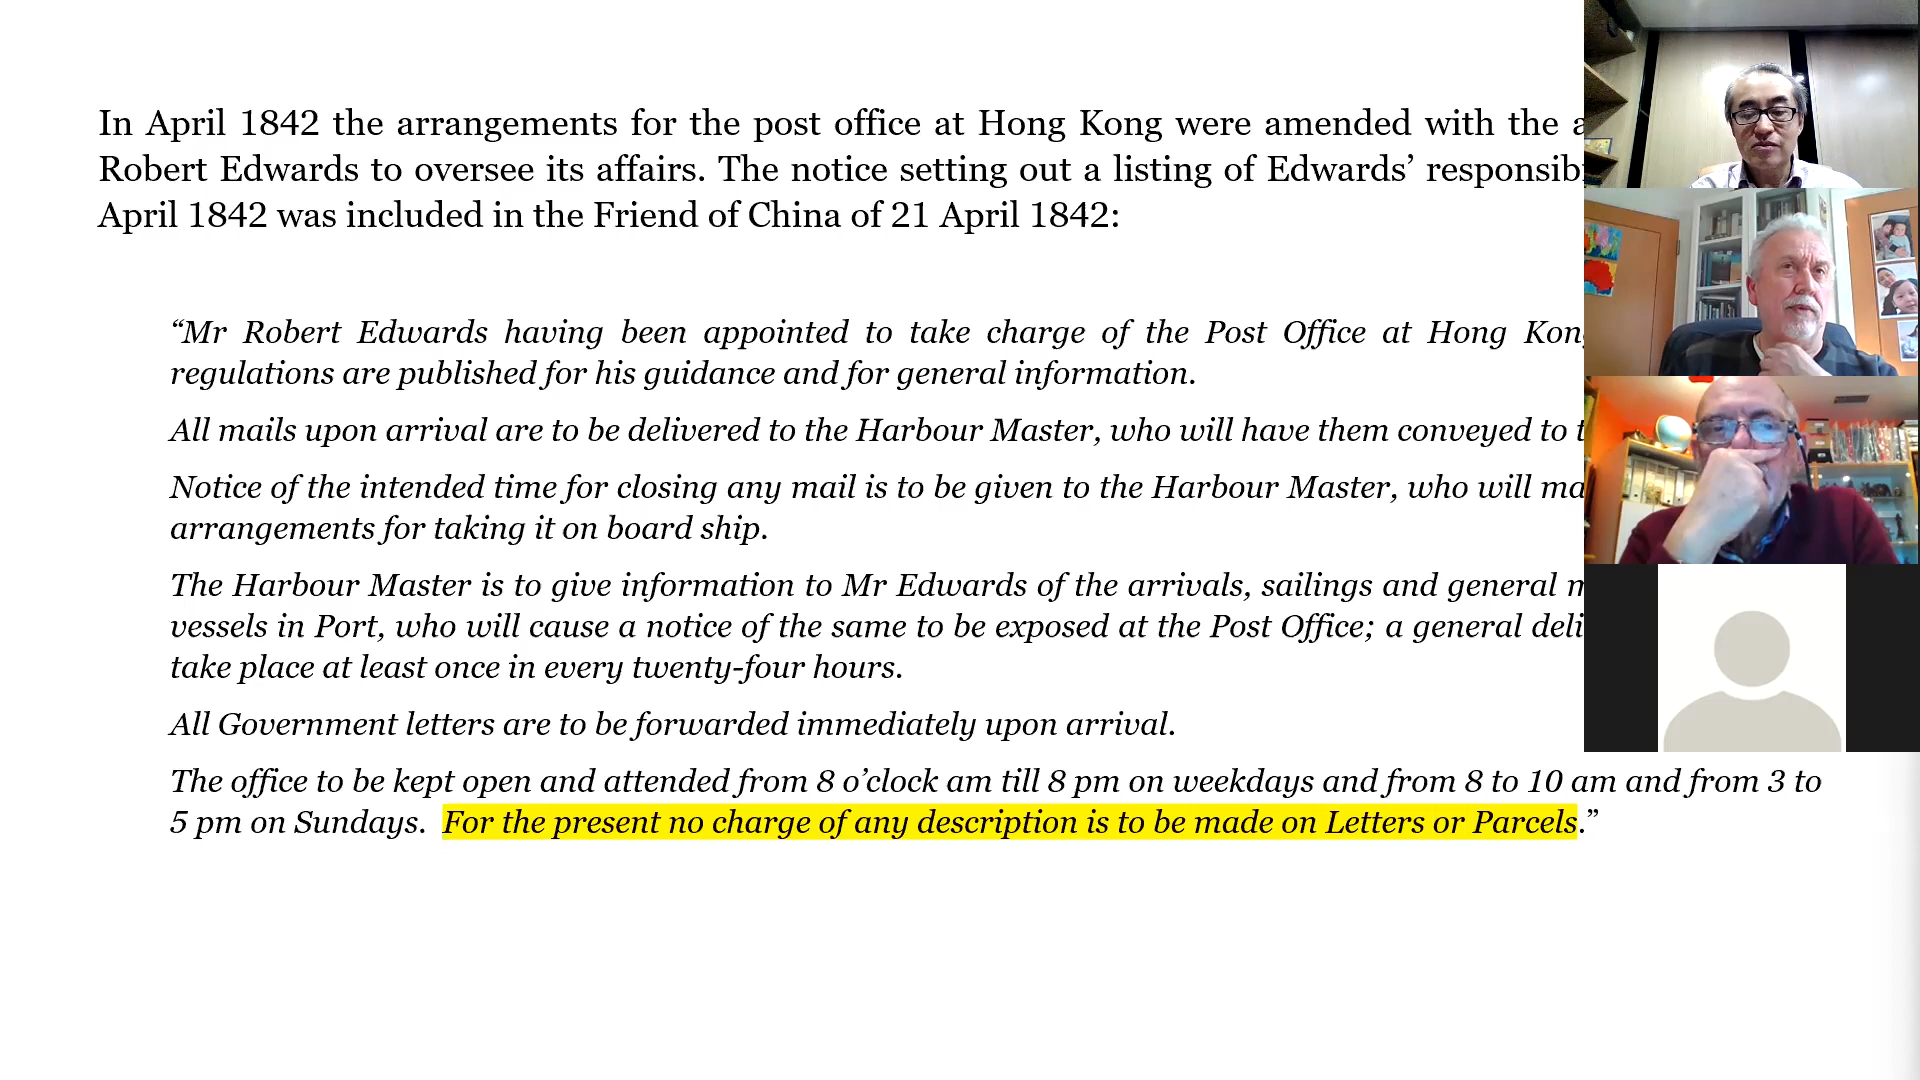 In April 1842 the arrangements for the post office at Hong Kong were amended with the
Robert Edwards to oversee its affairs. The notice setting out a listing of Edwards’
April 1842 was included in the Friend of China of 21 April 1842:
“Mr Robert Edwards having been appointed to take charge of the Post Office at Hong
regulations are published for his guidance and for general information.
All mails upon arrival are to be delivered to the Harbour Master, who will have them conveyed to
Notice of the intended time for closing any mail is to be given to the Harbour Master, who will
arrangements for taking it on board ship.
The Harbour Master is to give information to Mr Edwards of the arrivals, sailings and general
vessels in Port, who will cause a notice of the same to be exposed at the Post Office; a general
take place at least once in every twenty-four hours.
All Government letters are to be forwarded immediately upon arrival.
The office to be kept open and attended from 8 o’clock am till 8 pm on weekdays and from 8 to 10 am and from 3 to
5 pm on Sundays. For the present no charge of any description is to be made on Letters or Parcels.”